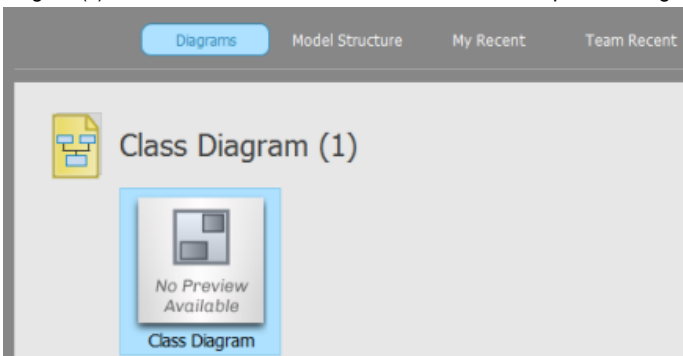 Diagrams Model Structure My Recent Team Recent
Class Diagram (1)
No Preview
Available
Class Diagram